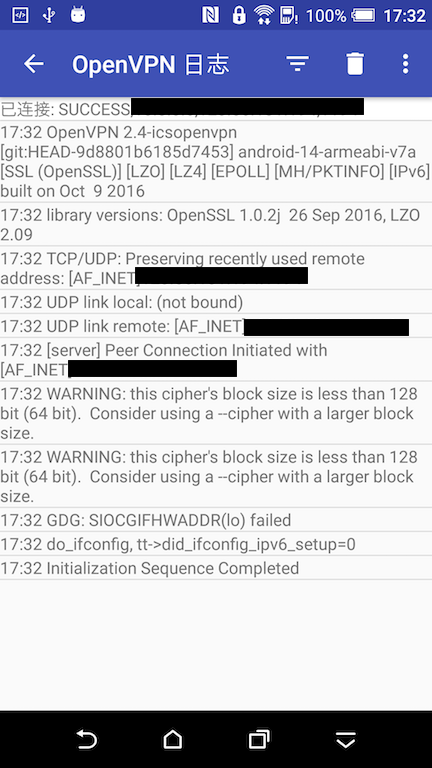 100% 17:32
OpenVPN 日志
已连接: SUCCESS,
17:32 OpenVPN 2.4-icsopenvpn
[git:HEAD-9d8801b6185d7453] android-14-armeabi-v7a
[SSL (OpenSSL)] [LZO] [LZ4] [EPOLL] [MH/PKTINFO] [IPv6]
built on Oct  9 2016
17:32 library versions: OpenSSL 1.0.2j  26 Sep 2016, LZO
2.09
17:32 TCP/UDP: Preserving recently used remote
address: [AF_INET]
17:32 UDP link local: (not bound)
17:32 UDP link remote: [AF_INET]
17:32 [server] Peer Connection Initiated with
[AF_INET
17:32 WARNING: this cipher's block size is less than 128
bit (64 bit).  Consider using a --cipher with a larger block
size.
17:32 WARNING: this cipher's block size is less than 128
bit (64 bit).  Consider using a --cipher with a larger block
size.
17:32 GDG: SIOCGIFHWADDR(lo) failed
17:32 do_ifconfig, tt->did_ifconfig_ipv6_setup=0
17:32 Initialization Sequence Completed